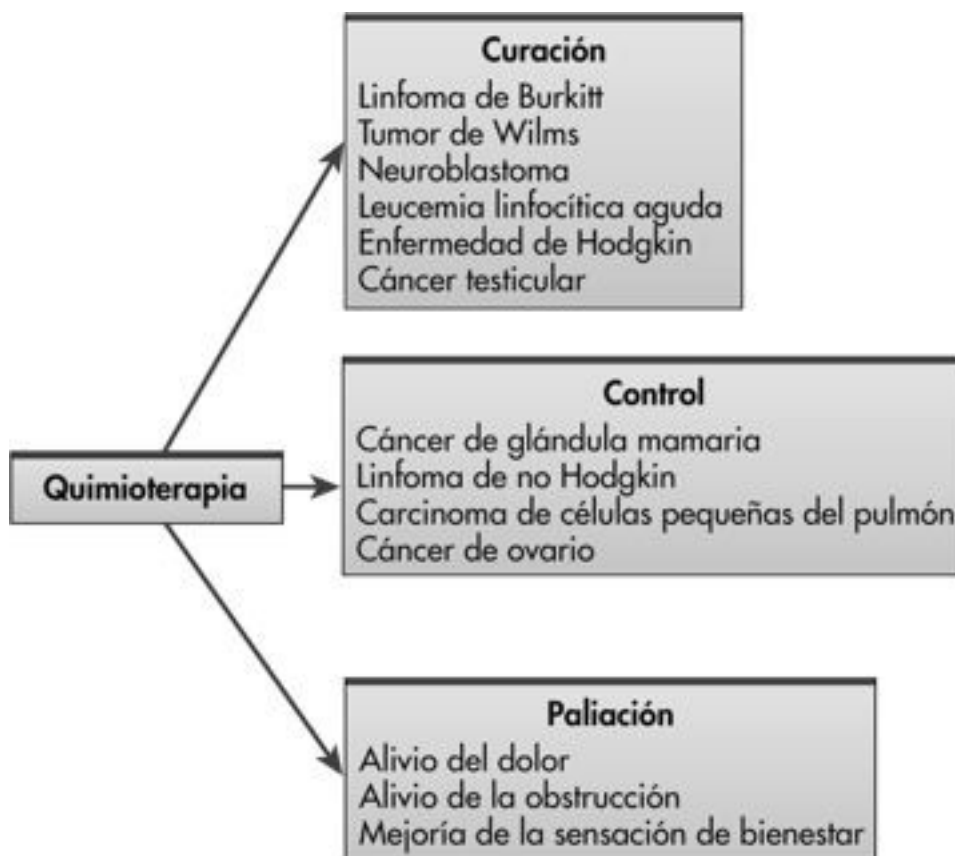 Curación
Linfoma de Burkitt
Tumor de Wilms
Neuroblastoma
Leucemia linfocítica aguda
Enfermedad de Hodgkin
Cáncer testicular
Control
Cáncer de glándula mamaria
Linfoma de no Hodgkin
Carcinoma de células pequeñas del pulmón
Cáncer de ovario
Quimioterapia
Paliación
Alivio del dolor
Alivio de la obstrucción
Mejoría de la sensación de bienestar